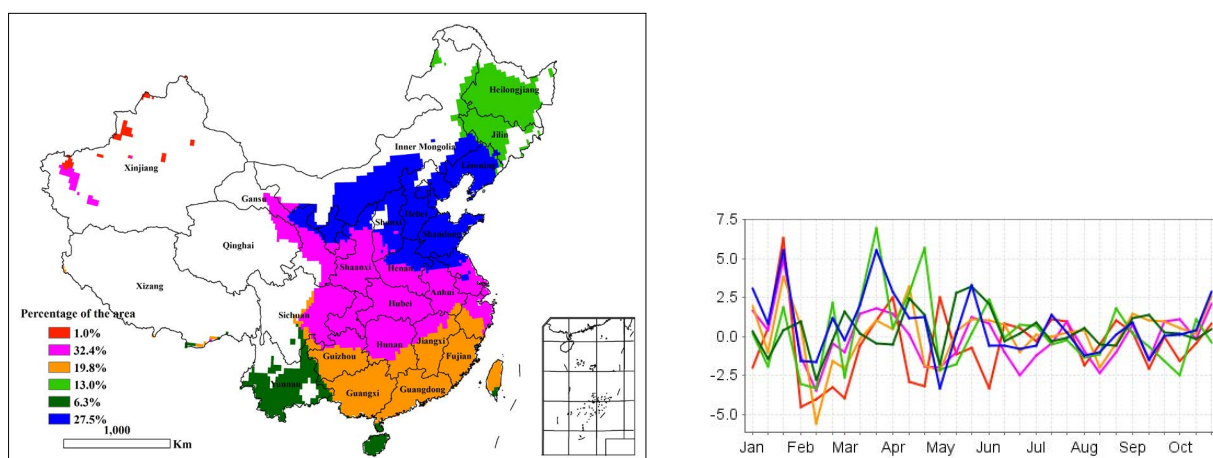 Heilongjiang
Jilin
Inner Mongolia
Liaoning
Xinjiang
Gansu
Hebei
Shanxi
Shandong
Qinghai
Shaanxi
Henan
Xizang
Anhui
Hubei
Sichuan
Hunan
Jiangxi
Guizhou
Fujian
Yunnan
Guangxi
Guangdong
Percentage of the area
1.0%
32.4%
19.8%
13.0%
6.3%
27.5%
1,000
Km
7.5
5.0
2.5
0.0
-2.5
-5.0
Jan Feb Mar Apr May Jun Jul Aug Sep Oct